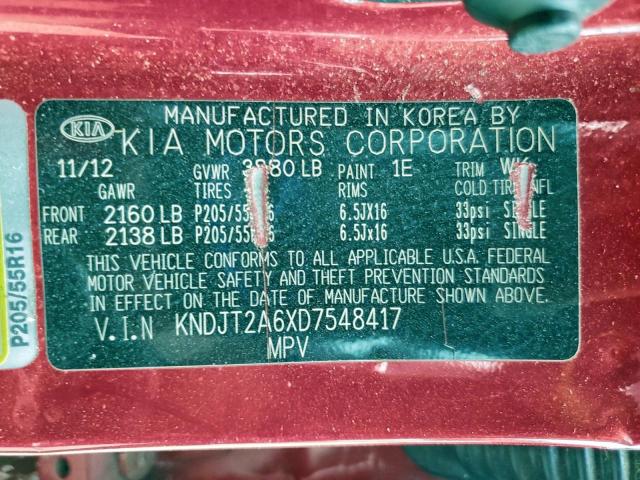 MANUFACTURED IN KOREA BY
KIA KIA MOTORS CORPORATION
11/12 GVWR LB PAINT 1E TRIM
GAWR TIRES RIMS COLD
FRONT 2160 LB 6.5JX16 33psi SINGLE
REAR 2138 LB 6.5Jx16 33psi SINGLE
THIS VEHICLE CONFORMS TO ALL APPLICABLE U.S.A. FEDERAL
MOTOR VEHICLE SAFETY AND THEFT PREVENTION STANDARDS
IN EFFECT ON THE DATE OF MANUFACTURE SHOWN ABOVE.
V.I.N KNDJT2A6XD7548417
MPV
P205/55R16